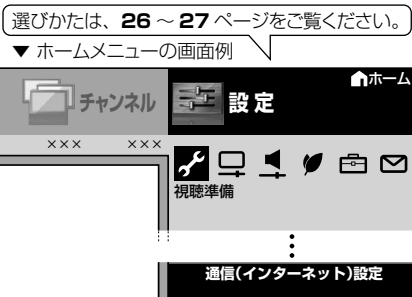 選びかたは、26 ～ 27 ページをご覧ください。
▼ ホームメニューの画面例
ホーム
チャンネル
設定
××× ×××
視聴準備
通信(インターネット)設定